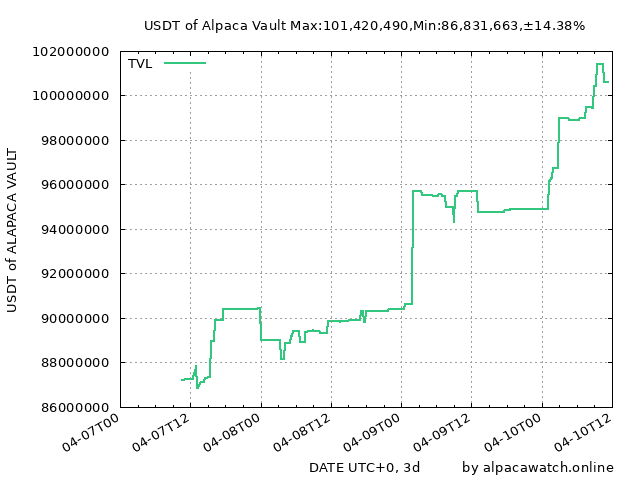 USDT of Alpaca Vault Max:101,420,490,Min:86,831,663,±14.38%
TVL
102000000
100000000
98000000
96000000
94000000
92000000
90000000
88000000
86000000
USDT of ALAPACA VAULT
04-07T00
04-07T12
04-08T00
04-08T12
04-09T00
04-09T12
04-10T00
04-10T12
DATE UTC+0, 3d
by alpacawatch.online